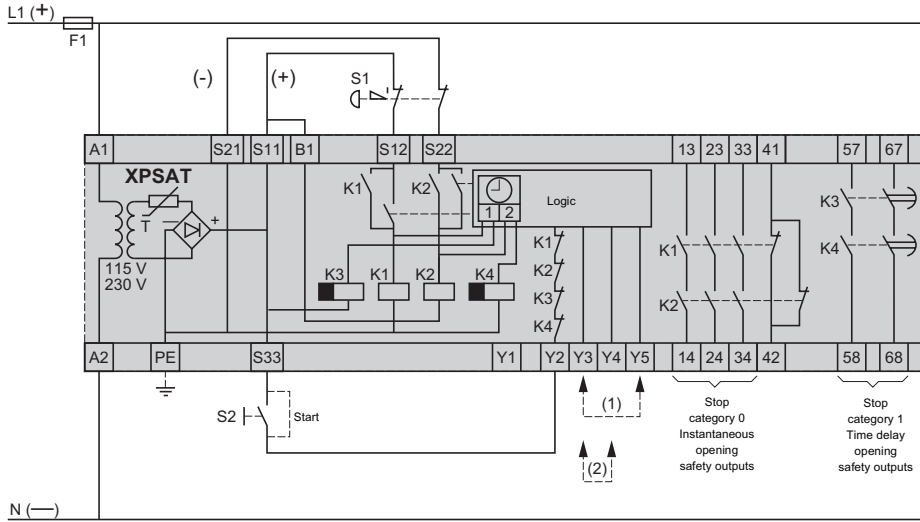 L1 (+)
F1
(-)
(+)
S1
A1
S21
S11
B1
S12
S22
13
23
33
41
57
67
XPSAT
T
+
115 V
230 V
K1
K2
1
2
Logic
K3
K1
K2
K4
K1
K2
K3
K4
K1
K2
K3
K4
A2
PE
S33
Y1
Y2
Y3
Y4
Y5
14
24
34
42
58
68
S2
Start
(1)
(2)
Stop
category 0
Instantaneous
opening
safety outputs
Stop
category 1
Time delay
opening
safety outputs
N (—)